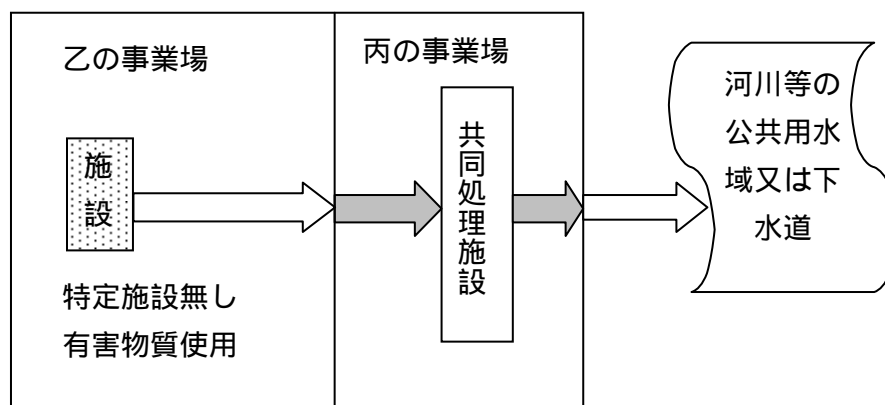 乙の事業場
丙の事業場
施
設
特定施設無し
有害物質使用
共同処理施設
河川等の
公共用水
域又は下
水道